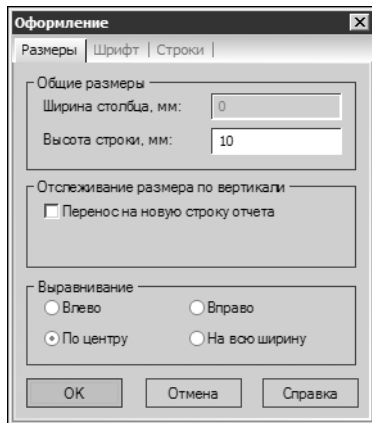 Оформление
Размеры | Шрифт | Строки |
Общие размеры
Ширина столбца, мм: 0
Высота строки, мм: 10
Отслеживание размера по вертикали
Перенос на новую строку отчета
Выравнивание
Влево Вправо
По центру На всю ширину
OK Отмена Справка